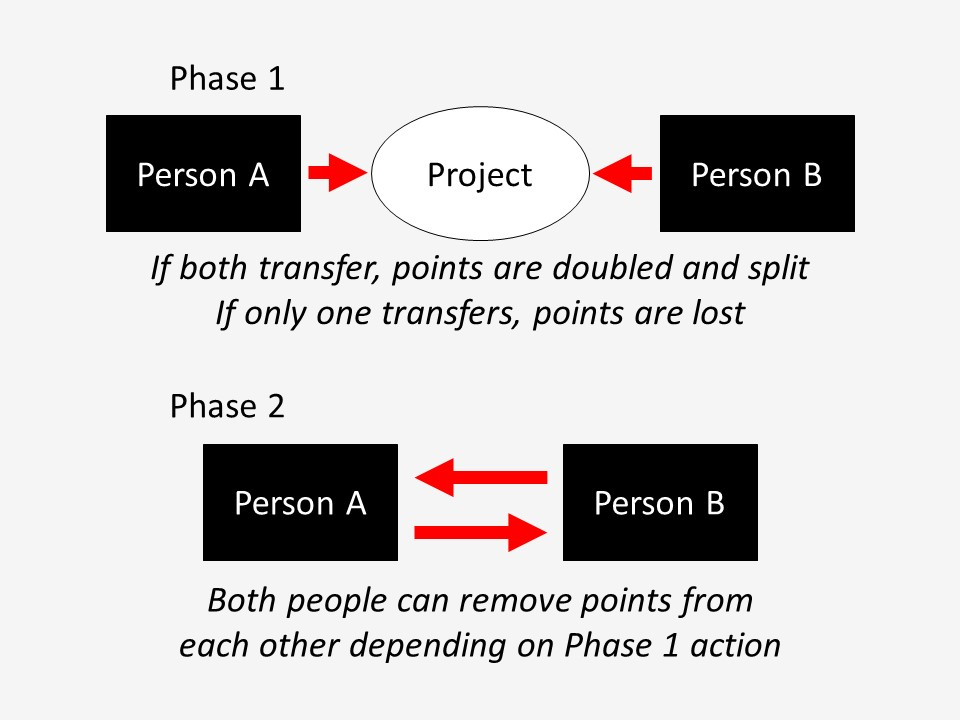 Phase 1
Person A
Project
Person B
If both transfer, points are doubled and split
If only one transfers, points are lost
Phase 2
Person A
Person B
Both people can remove points from
each other depending on Phase 1 action